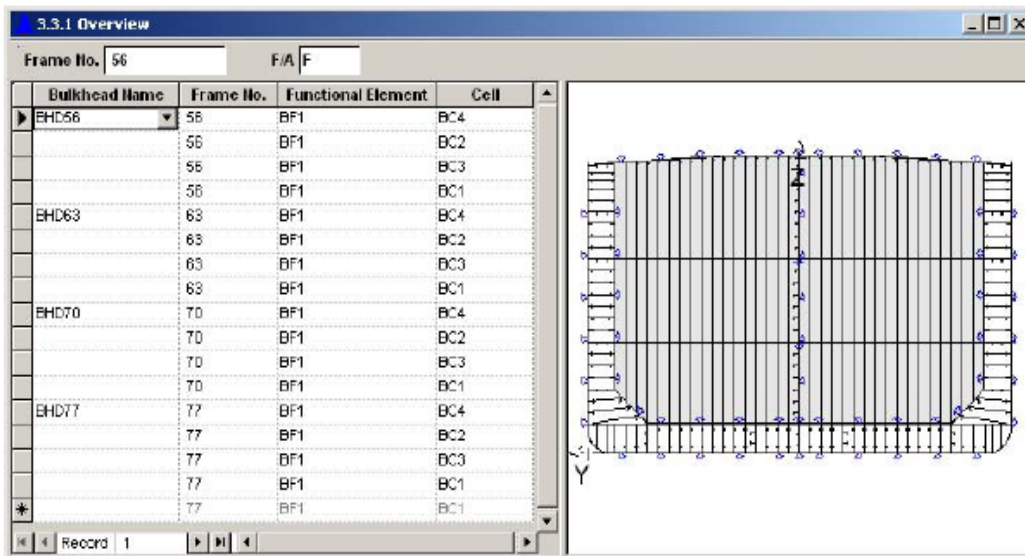 3.3.1 Overview
Frame No. 56 F/A F
Bulkhead Name Frame No. Functional Element Cell
BHD56 56 BF1 BC4
56 BF1 BC2
56 BF1 BC3
56 BF1 BC1
BHD63 63 BF1 BC4
63 BF1 BC2
63 BF1 BC3
63 BF1 BC1
BHD70 70 BF1 BC4
70 BF1 BC2
70 BF1 BC3
70 BF1 BC1
BHD77 77 BF1 BC4
77 BF1 BC2
77 BF1 BC3
77 BF1 BC1
77 BF1 BC1
Record 1
Z
Y